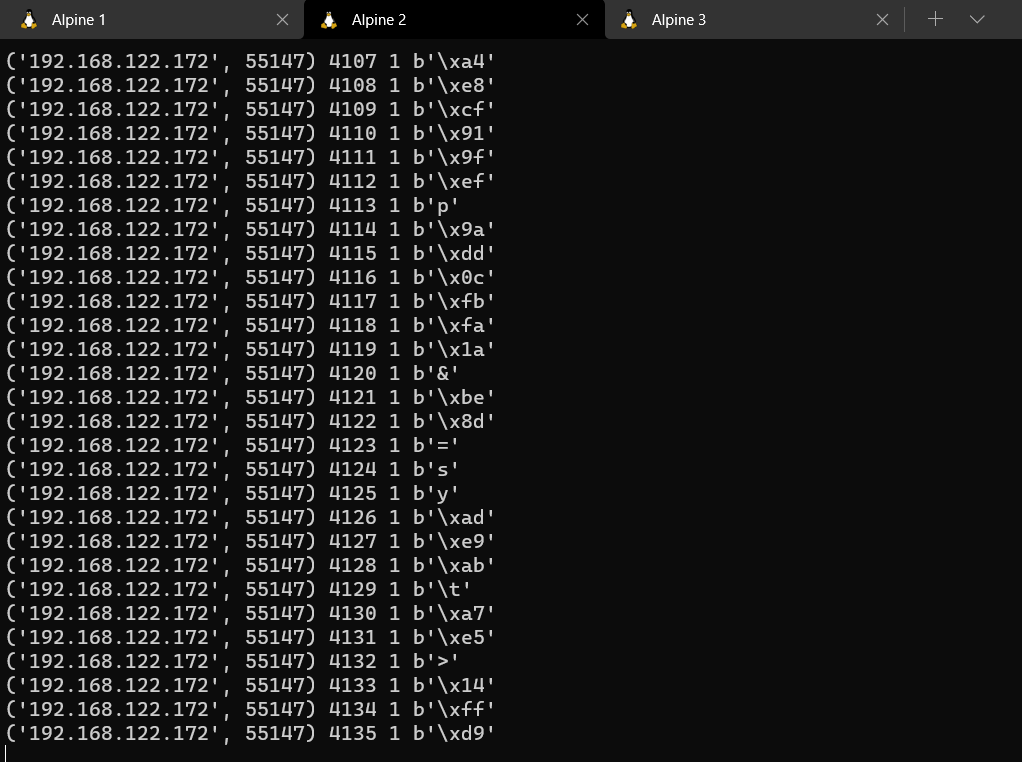 Alpine 1 Alpine 2 Alpine 3
('192.168.122.172', 55147) 4107 1 b'\xa4'
('192.168.122.172', 55147) 4108 1 b'\xe8'
('192.168.122.172', 55147) 4109 1 b'\xcf'
('192.168.122.172', 55147) 4110 1 b'\x91'
('192.168.122.172', 55147) 4111 1 b'\x9f'
('192.168.122.172', 55147) 4112 1 b'\xef'
('192.168.122.172', 55147) 4113 1 b'p'
('192.168.122.172', 55147) 4114 1 b'\x9a'
('192.168.122.172', 55147) 4115 1 b'\xdd'
('192.168.122.172', 55147) 4116 1 b'\x0c'
('192.168.122.172', 55147) 4117 1 b'\xfb'
('192.168.122.172', 55147) 4118 1 b'\xfa'
('192.168.122.172', 55147) 4119 1 b'\x1a'
('192.168.122.172', 55147) 4120 1 b'&'
('192.168.122.172', 55147) 4121 1 b'\xbe'
('192.168.122.172', 55147) 4122 1 b'\x8d'
('192.168.122.172', 55147) 4123 1 b'='
('192.168.122.172', 55147) 4124 1 b's'
('192.168.122.172', 55147) 4125 1 b'y'
('192.168.122.172', 55147) 4126 1 b'\xad'
('192.168.122.172', 55147) 4127 1 b'\xe9'
('192.168.122.172', 55147) 4128 1 b'\xab'
('192.168.122.172', 55147) 4129 1 b'\t'
('192.168.122.172', 55147) 4130 1 b'\xa7'
('192.168.122.172', 55147) 4131 1 b'\xe5'
('192.168.122.172', 55147) 4132 1 b'>'
('192.168.122.172', 55147) 4133 1 b'\x14'
('192.168.122.172', 55147) 4134 1 b'\xff'
('192.168.122.172', 55147) 4135 1 b'\xd9'